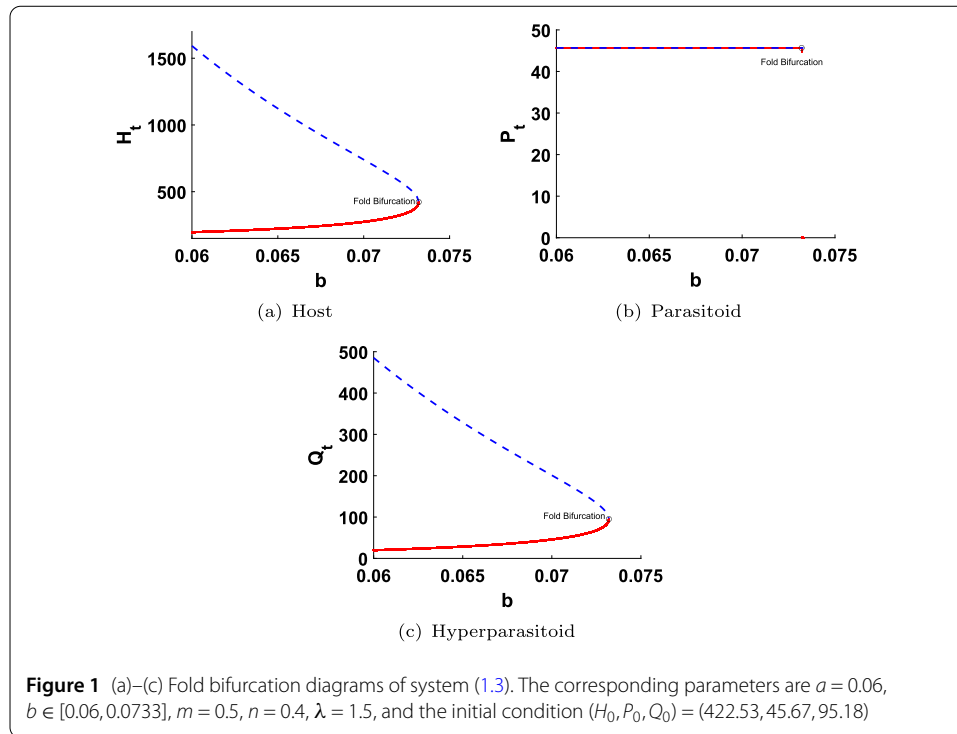 1500
1000
500
H_t
Fold Bifurcation
0.06 0.065 0.07 0.075
b
(a) Host
50
40
30
20
10
0
P_t
Fold Bifurcation
0.06 0.065 0.07 0.075
b
(b) Parasitoid
500
400
300
200
100
0
Q_t
Fold Bifurcation
0.06 0.065 0.07 0.075
b
(c) Hyperparasitoid
Figure 1 (a)–(c) Fold bifurcation diagrams of system (1.3). The corresponding parameters are a = 0.06,
b ∈ [0.06, 0.0733], m = 0.5, n = 0.4, λ = 1.5, and the initial condition (H₀, P₀, Q₀) = (422.53, 45.67, 95.18)